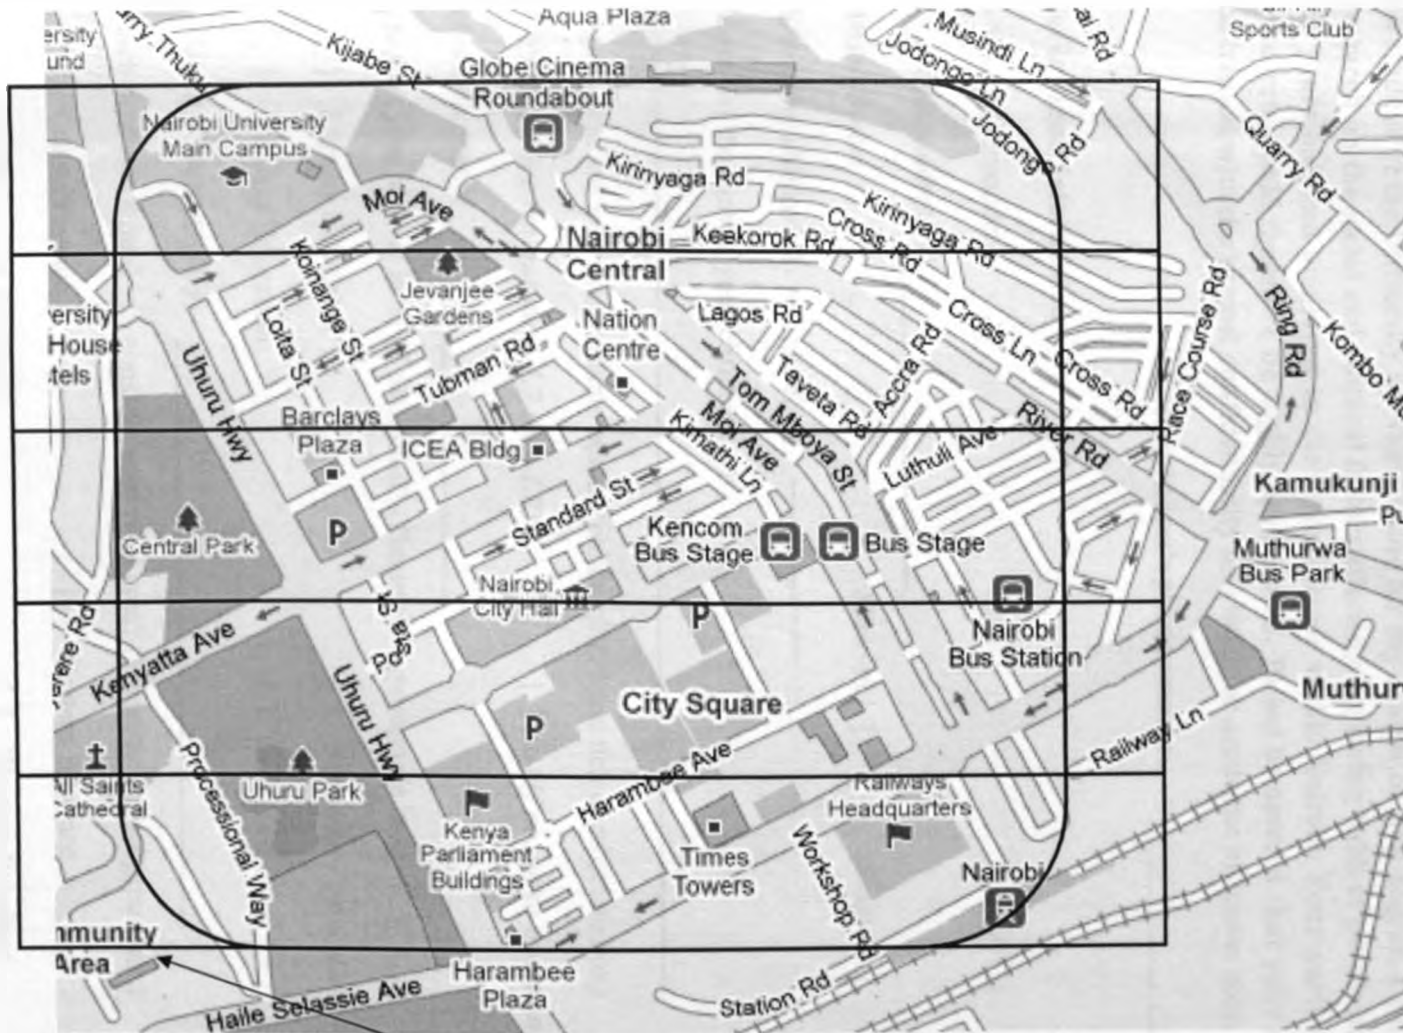 Aqua Plaza
Sports Club
Kijabe St
Musindi Ln
Jodongo Ln
Jodongo Rd
Globe Cinema
Roundabout
Quarry Rd
Nairobi University
Main Campus
Kirinyaga Rd
Moi Ave
Kirinyaga Rd
Cross Rd
Keekorok Rd
Nairobi
Central
Koinange St
Jevanjee
Gardens
Loita St
Lagos Rd
Nation
Centre
Cross Ln
Cross Rd
Accra Rd
Race Course Rd
Ring Rd
House
Uhuru Hwy
Tubman Rd
Tom Mboya St
Taveta Rd
River Rd
Barclays
Plaza
ICEA Bldg
Moi Ave
Kimathi Ln
Luthuli Ave
Kamukunji
P
Standard St
Kencom
Bus Stage
Bus Stage
Central Park
Muthurwa
Bus Park
Nairobi
City Hall
P
Nairobi
Bus Station
Kenyatta Ave
Uhuru Hwy
City Square
P
Harambee Ave
Railway Ln
Processional Way
Uhuru Park
Kenya
Parliament
Buildings
Times
Towers
Railways
Headquarters
Workshop Rd
Nairobi
Area
Harambee
Plaza
Haile Selassie Ave
Station Rd